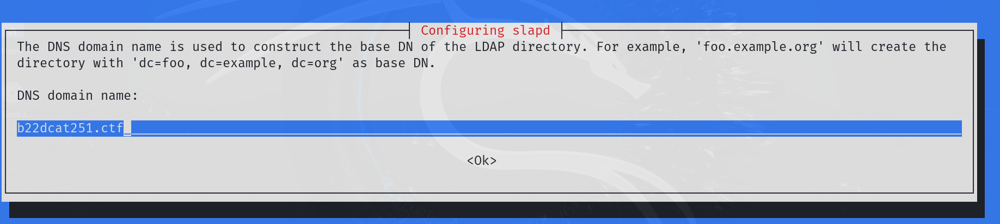 Configuring slapd
The DNS domain name is used to construct the base DN of the LDAP directory. For example, 'foo.example.org' will create the
directory with 'dc=foo, dc=example, dc=org' as base DN.
DNS domain name:
b22dcat251.ctf
<Ok>